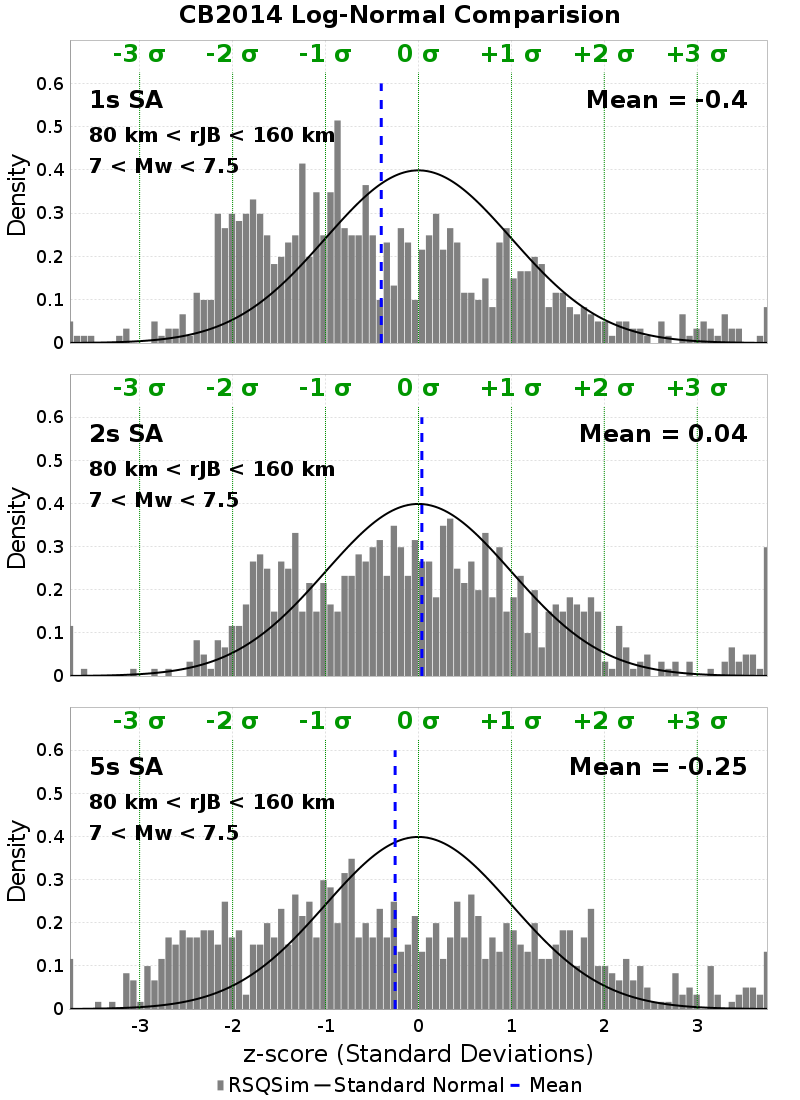 CB2014 Log-Normal Comparision
-3 σ -2 σ -1 σ 0 σ +1 σ +2 σ +3 σ
1s SA
Mean = -0.4
80 km < rJB < 160 km
7 < Mw < 7.5
Density
0.6
0.5
0.4
0.3
0.2
0.1
0
-3 σ -2 σ -1 σ 0 σ +1 σ +2 σ +3 σ
2s SA
Mean = 0.04
80 km < rJB < 160 km
7 < Mw < 7.5
Density
0.6
0.5
0.4
0.3
0.2
0.1
0
-3 σ -2 σ -1 σ 0 σ +1 σ +2 σ +3 σ
5s SA
Mean = -0.25
80 km < rJB < 160 km
7 < Mw < 7.5
Density
0.6
0.5
0.4
0.3
0.2
0.1
0
-3 -2 -1 0 1 2 3
z-score (Standard Deviations)
RSQSim Standard Normal Mean